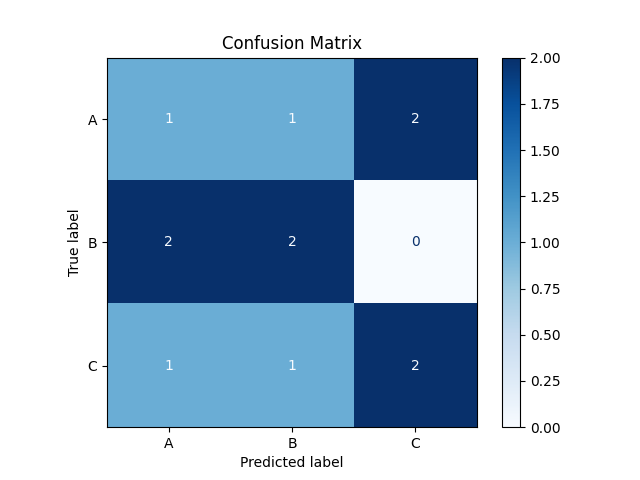 Confusion Matrix
True label
A
1 1 2
B
2 2 0
C
1 1 2
A B C
Predicted label
2.00
1.75
1.50
1.25
1.00
0.75
0.50
0.25
0.00